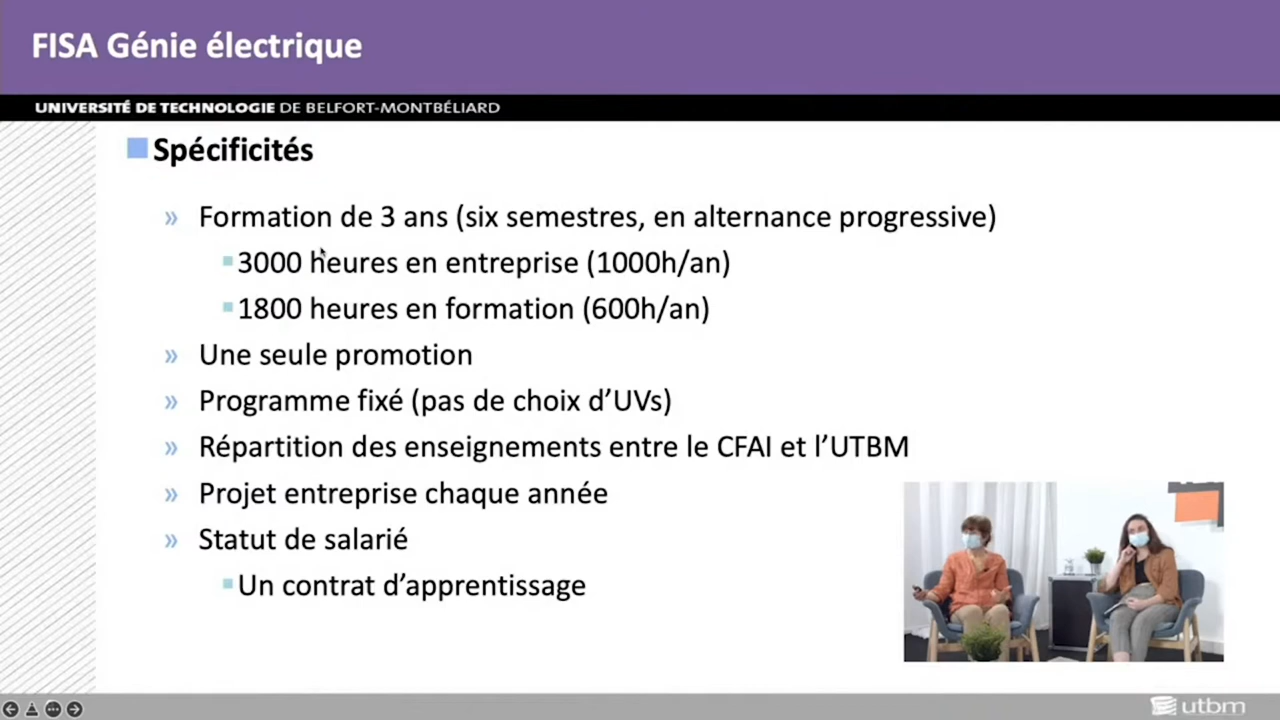 FISA Génie électrique
UNIVERSITÉ DE TECHNOLOGIE DE BELFORT-MONTBÉLIARD
Spécificités
» Formation de 3 ans (six semestres, en alternance progressive)
3000 heures en entreprise (1000h/an)
1800 heures en formation (600h/an)
» Une seule promotion
» Programme fixé (pas de choix d’UVs)
» Répartition des enseignements entre le CFAI et l’UTBM
» Projet entreprise chaque année
» Statut de salarié
Un contrat d’apprentissage
utbm